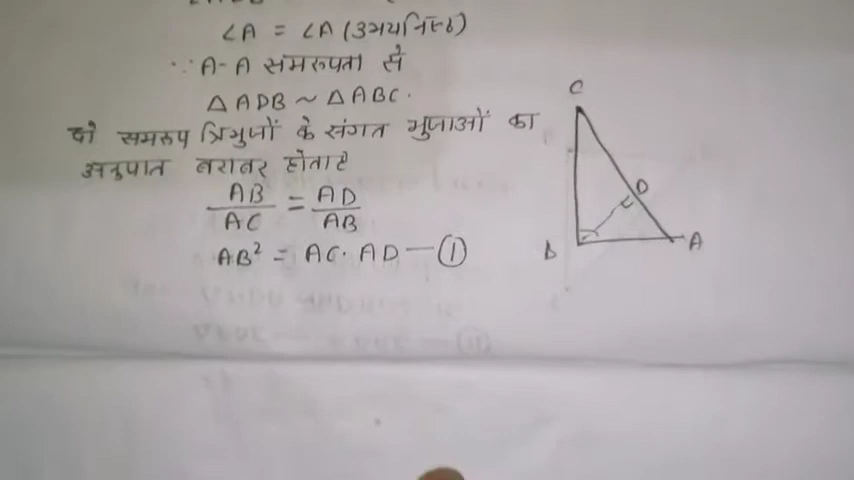 ∠A = ∠A (उभयनिष्ठ)
∵ A-A समरूपता से
△ADB ~ △ABC.
दो समरूप त्रिभुजों के संगत भुजाओं का
अनुपात बराबर होता है
AB/AC = AD/AB
AB² = AC. AD — ①
C
D
B
A